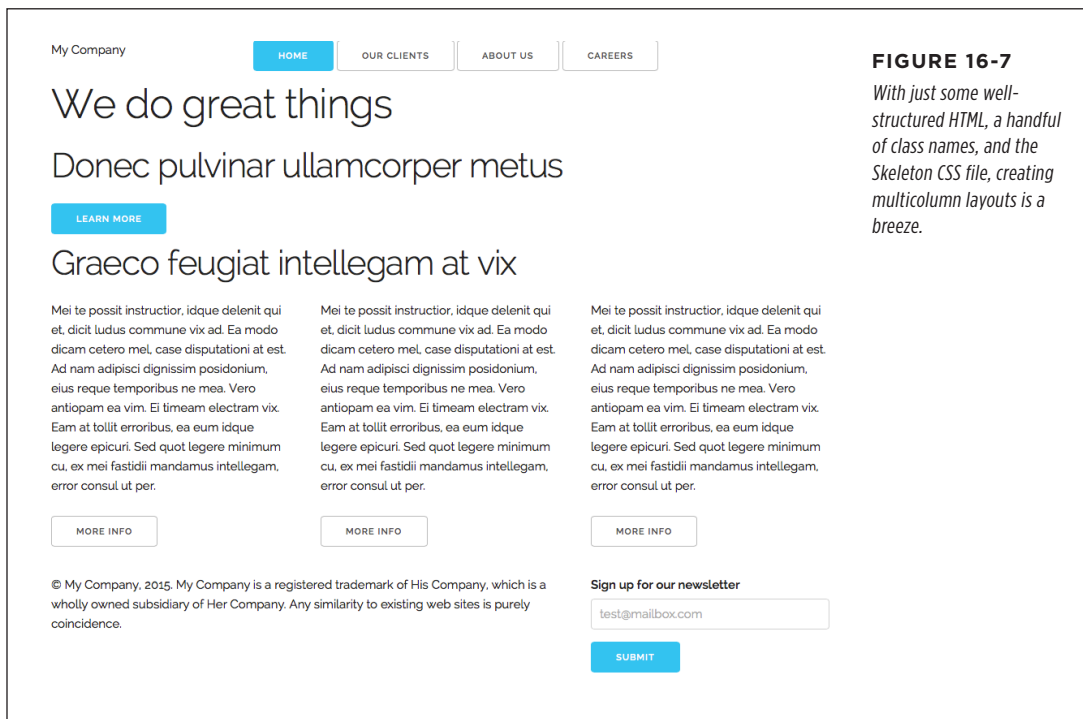 My Company
HOME
OUR CLIENTS
ABOUT US
CAREERS
We do great things
Donec pulvinar ullamcorper metus
LEARN MORE
Graeco feugiat intellegam at vix
Mei te possit instructior, idque delenit qui
et, dicit ludus commune vix ad. Ea modo
dicam cetero mel, case disputationi at est.
Ad nam adipisci dignissim posidonium,
eius reque temporibus ne mea. Vero
antiopam ea vim. Ei timeam electram vix.
Eam at tollit erroribus, ea eum idque
legere epicuri. Sed quot legere minimum
cu, ex mei fastidii mandamus intellegam,
error consul ut per.
MORE INFO
Mei te possit instructior, idque delenit qui
et, dicit ludus commune vix ad. Ea modo
dicam cetero mel, case disputationi at est.
Ad nam adipisci dignissim posidonium,
eius reque temporibus ne mea. Vero
antiopam ea vim. Ei timeam electram vix.
Eam at tollit erroribus, ea eum idque
legere epicuri. Sed quot legere minimum
cu, ex mei fastidii mandamus intellegam,
error consul ut per.
MORE INFO
Mei te possit instructior, idque delenit qui
et, dicit ludus commune vix ad. Ea modo
dicam cetero mel, case disputationi at est.
Ad nam adipisci dignissim posidonium,
eius reque temporibus ne mea. Vero
antiopam ea vim. Ei timeam electram vix.
Eam at tollit erroribus, ea eum idque
legere epicuri. Sed quot legere minimum
cu, ex mei fastidii mandamus intellegam,
error consul ut per.
MORE INFO
© My Company, 2015. My Company is a registered trademark of His Company, which is a
wholly owned subsidiary of Her Company. Any similarity to existing web sites is purely
coincidence.
Sign up for our newsletter
test@mailbox.com
SUBMIT
FIGURE 16-7
With just some well-
structured HTML, a handful
of class names, and the
Skeleton CSS file, creating
multicolumn layouts is a
breeze.